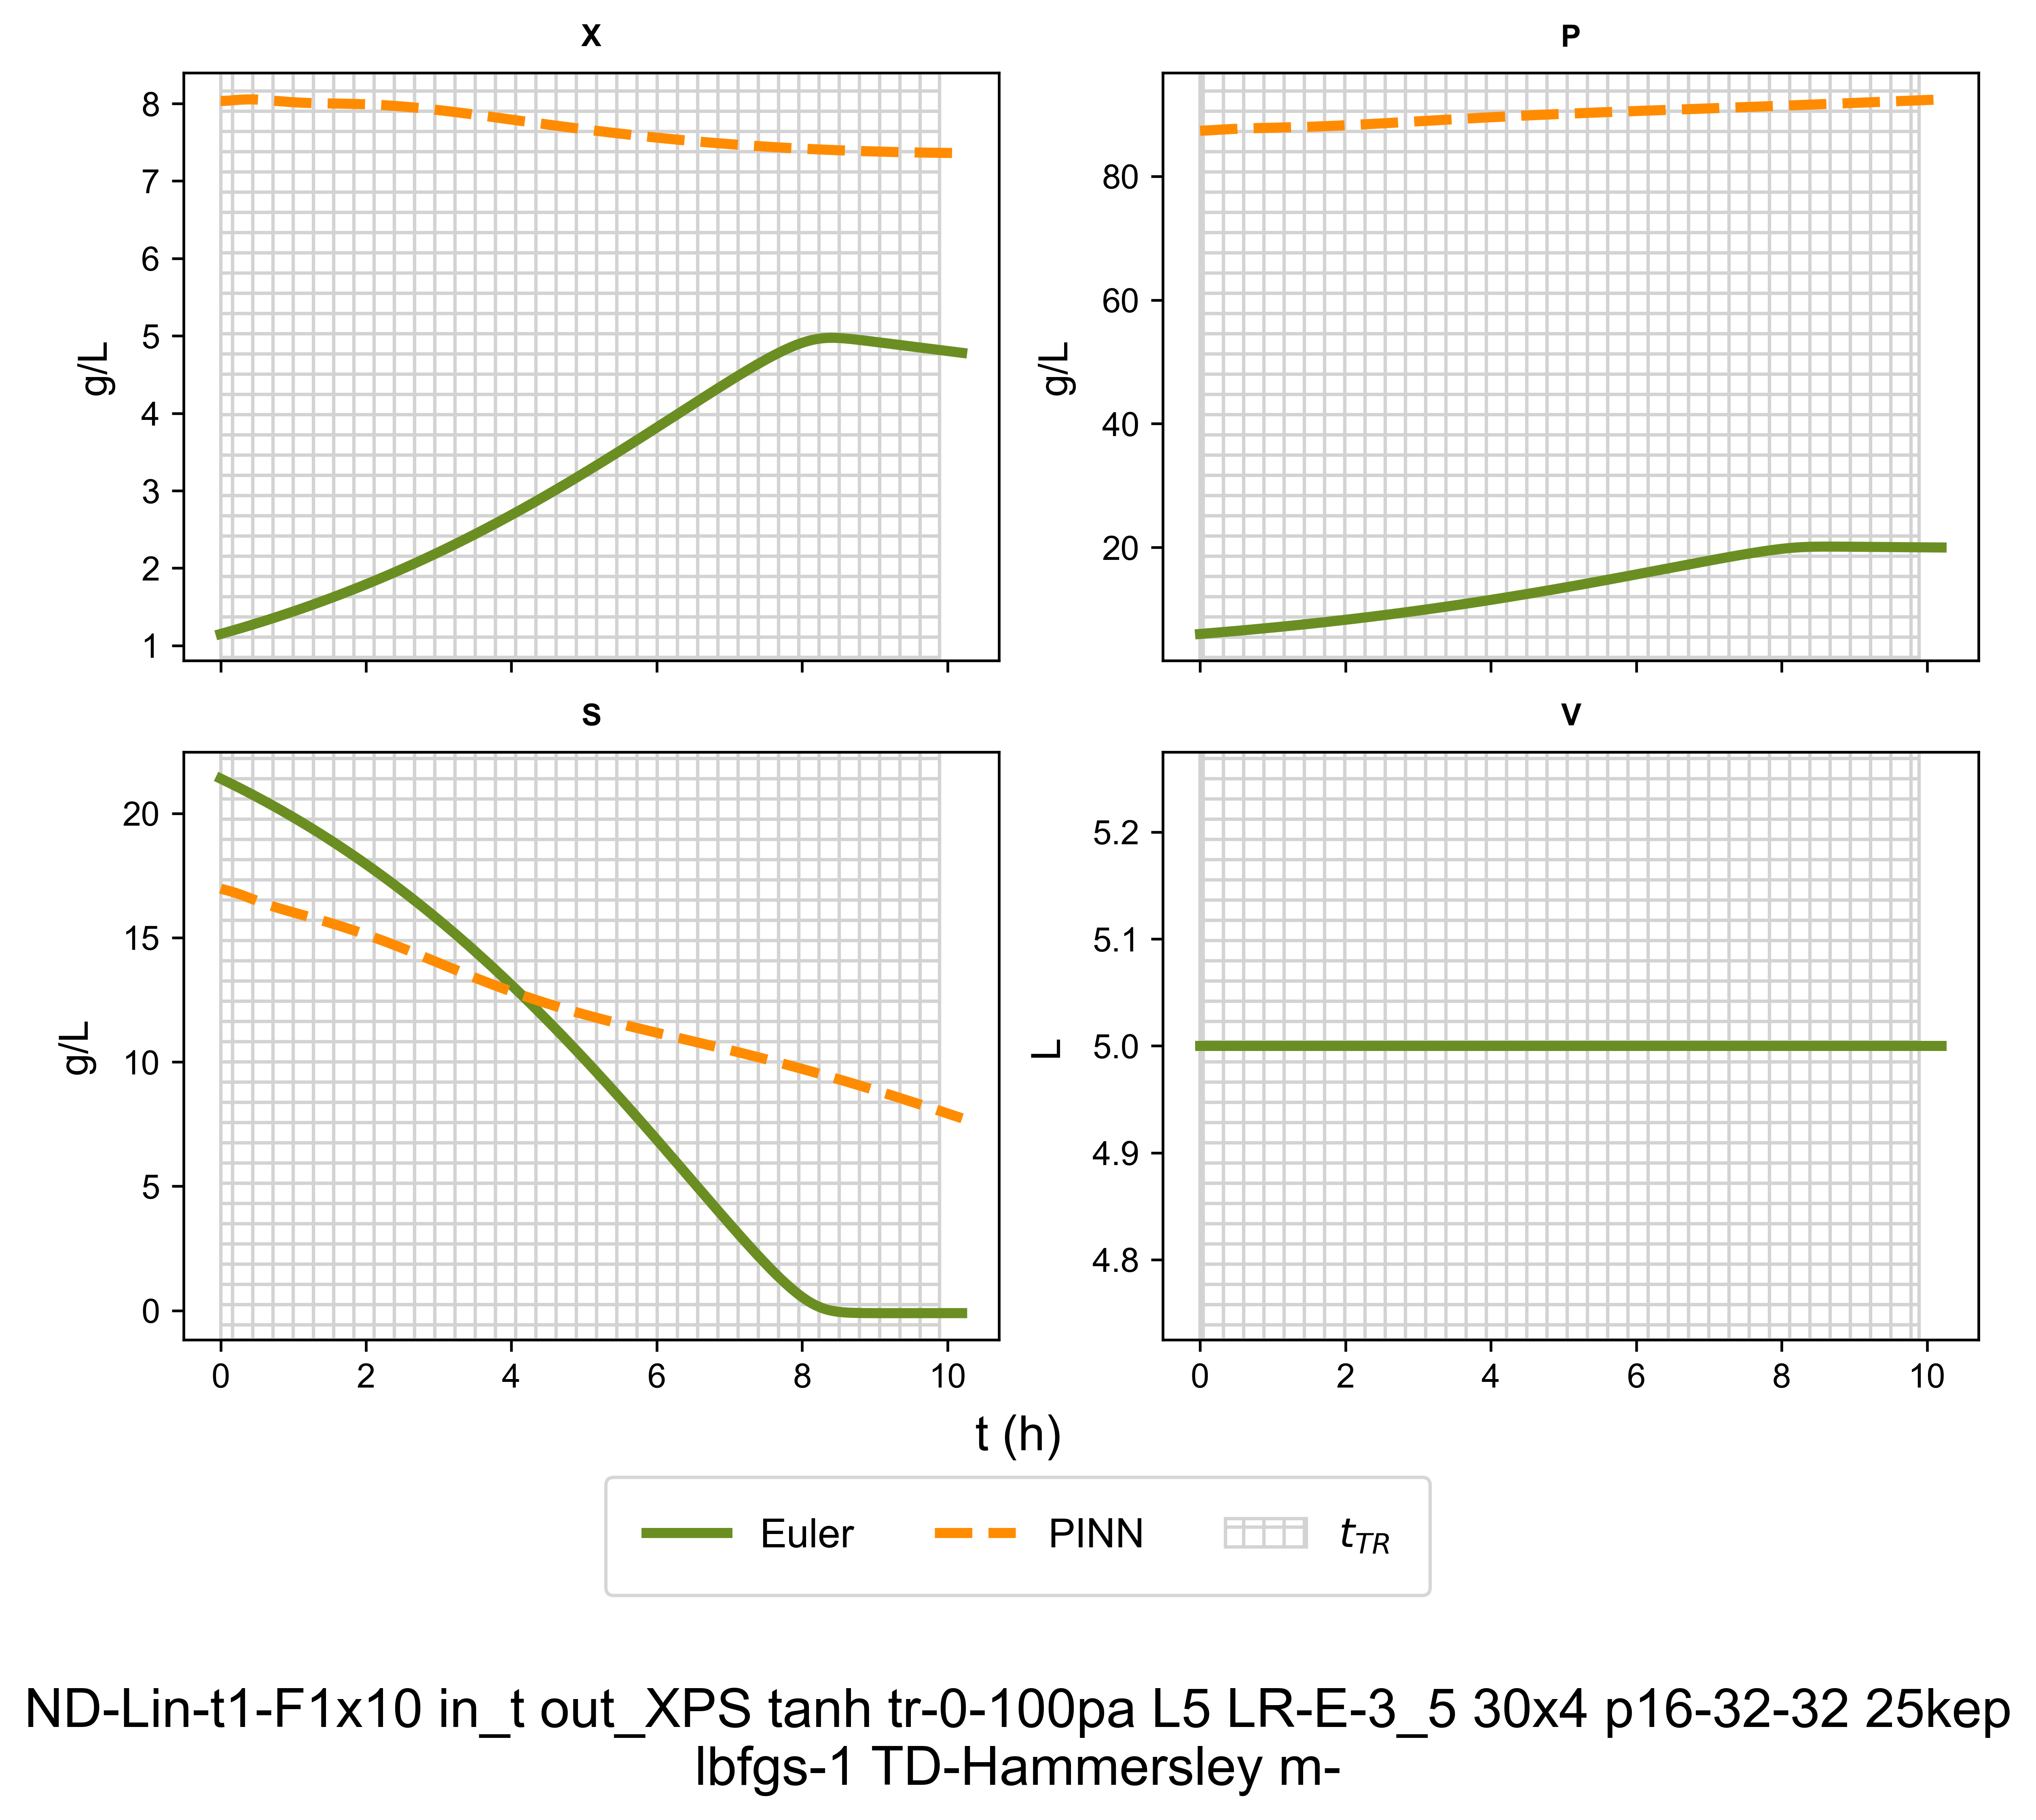 X
8
7
6
5
4
3
2
1
g/L
P
80
60
40
20
g/L
S
20
15
10
5
0
g/L
0 2 4 6 8 10
V
5.2
5.1
5.0
4.9
4.8
L
0 2 4 6 8 10
t (h)
Euler PINN t_TR
ND-Lin-t1-F1x10 in_t out_XPS tanh tr-0-100pa L5 LR-E-3_5 30x4 p16-32-32 25kep
lbfgs-1 TD-Hammersley m-